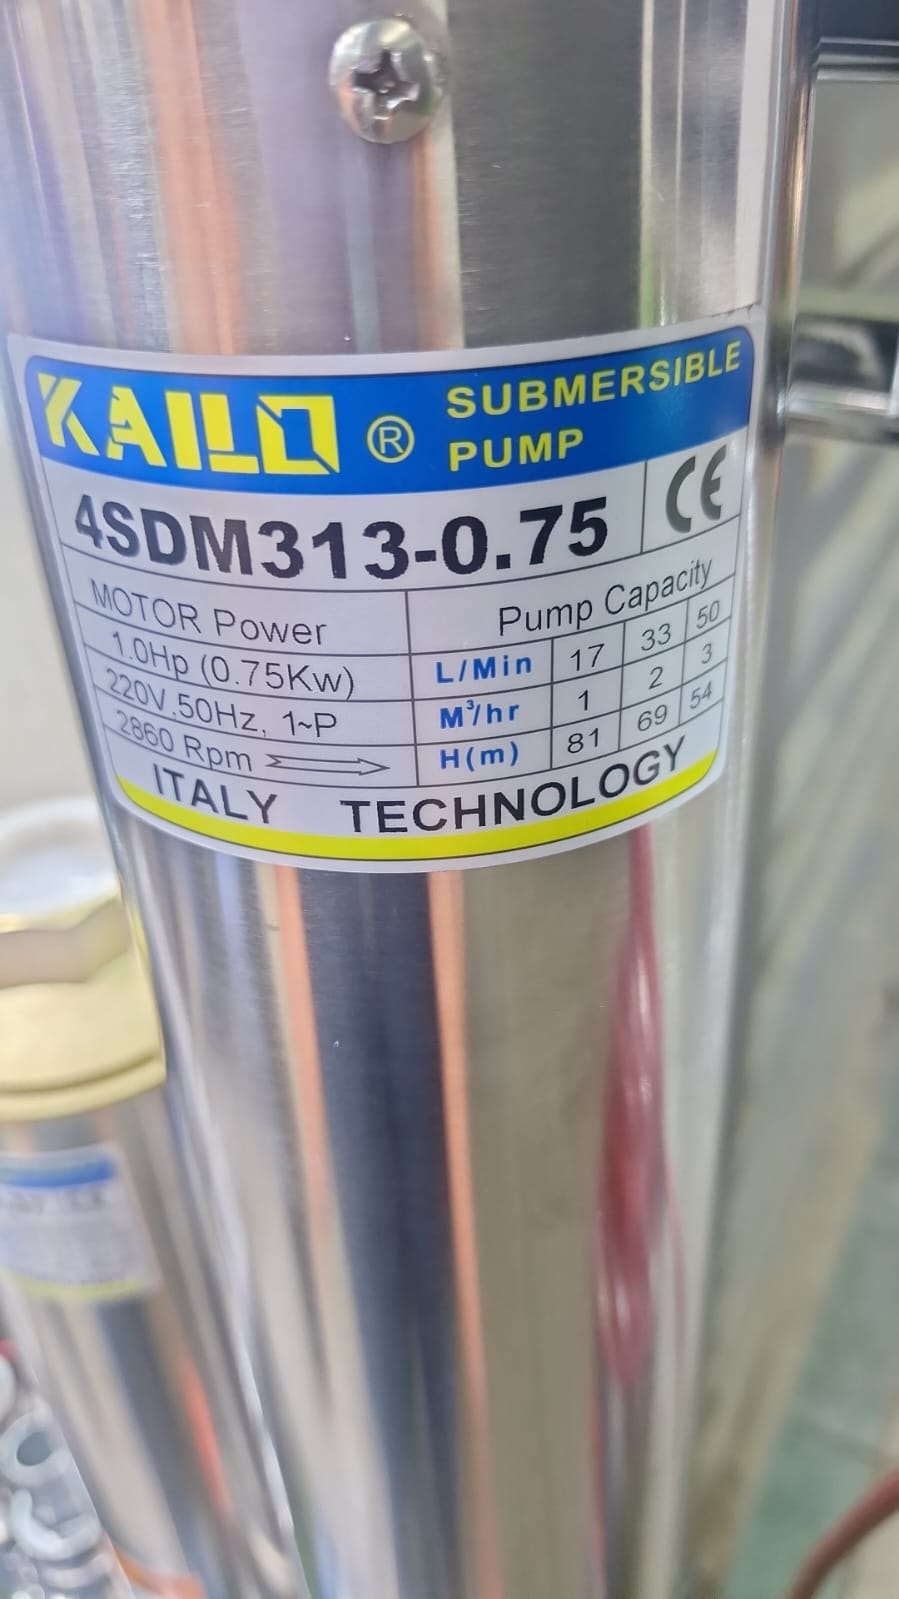 KAILO ® SUBMERSIBLE
PUMP
4SDM313-0.75 CE
MOTOR Power Pump Capacity
1.0Hp (0.75Kw) L/Min 17 33 50
220V.50Hz, 1~P M³/hr 1 2 3
2860 Rpm H(m) 81 69 54
ITALY TECHNOLOGY